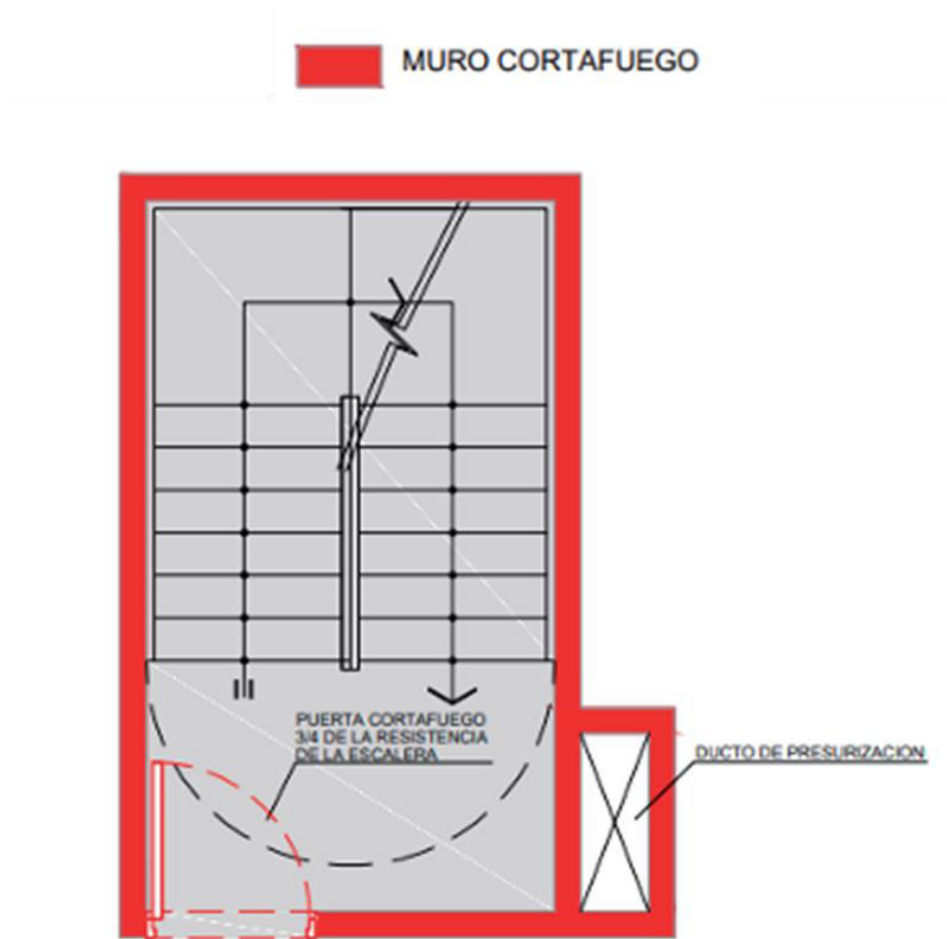 MURO CORTAFUEGO
PUERTA CORTAFUEGO
3/4 DE LA RESISTENCIA
DE LA ESCALERA
DUCTO DE PRESURIZACION